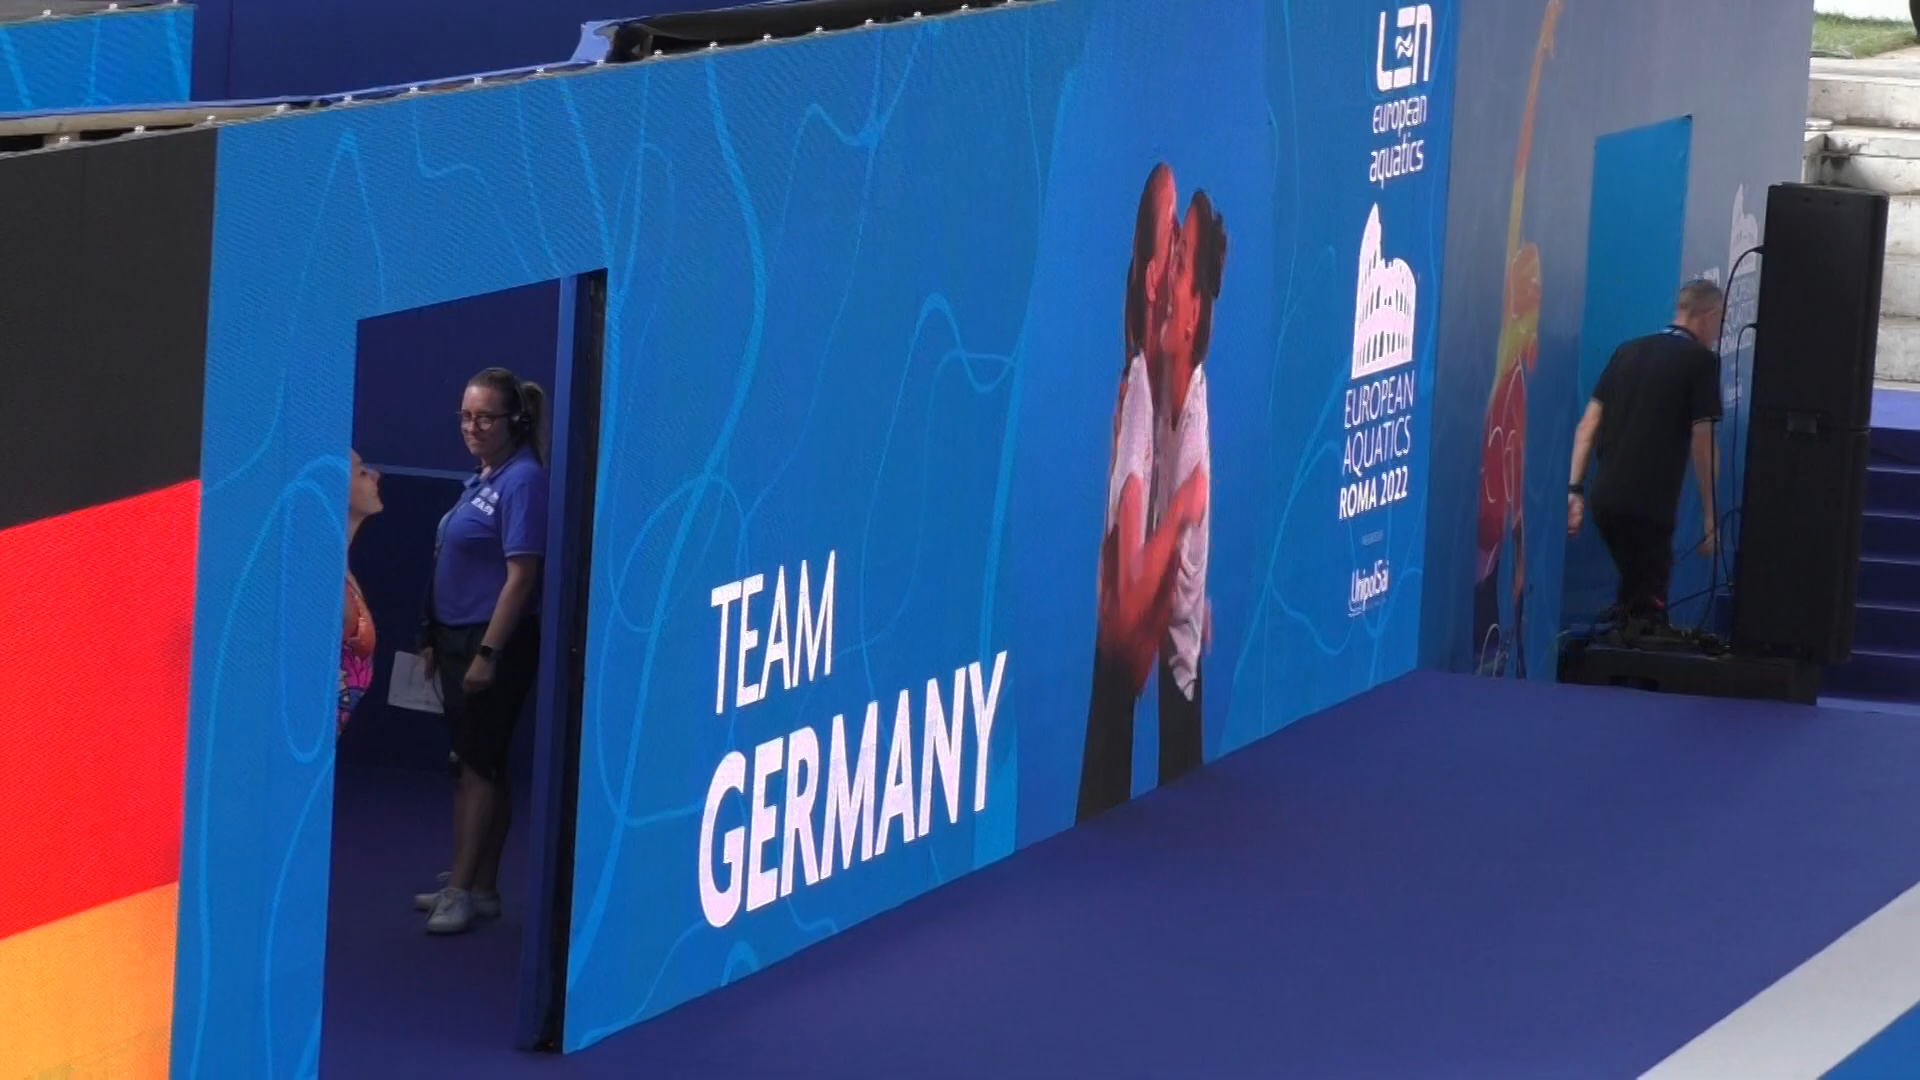 LEN
european
aquatics
EUROPEAN
AQUATICS
ROMA 2022
UnipolSai
TEAM
GERMANY